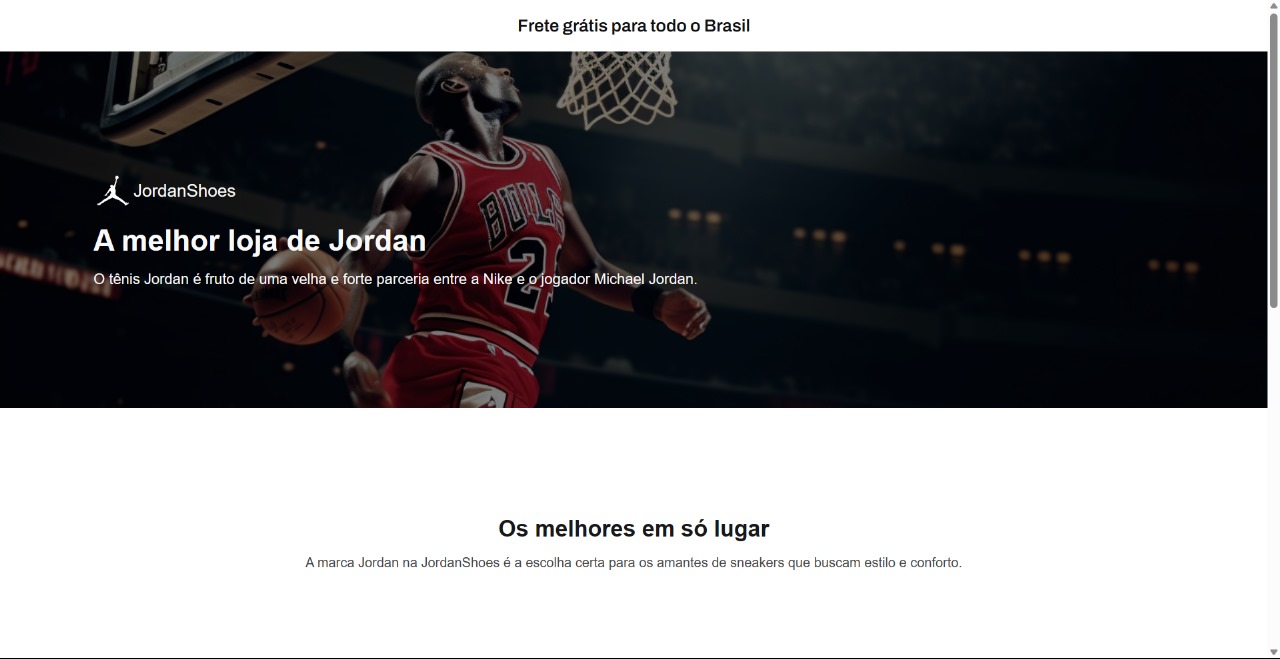 Frete grátis para todo o Brasil
JordanShoes
A melhor loja de Jordan
O tênis Jordan é fruto de uma velha e forte parceria entre a Nike e o jogador Michael Jordan.
BULLS
2
Os melhores em só lugar
A marca Jordan na JordanShoes é a escolha certa para os amantes de sneakers que buscam estilo e conforto.